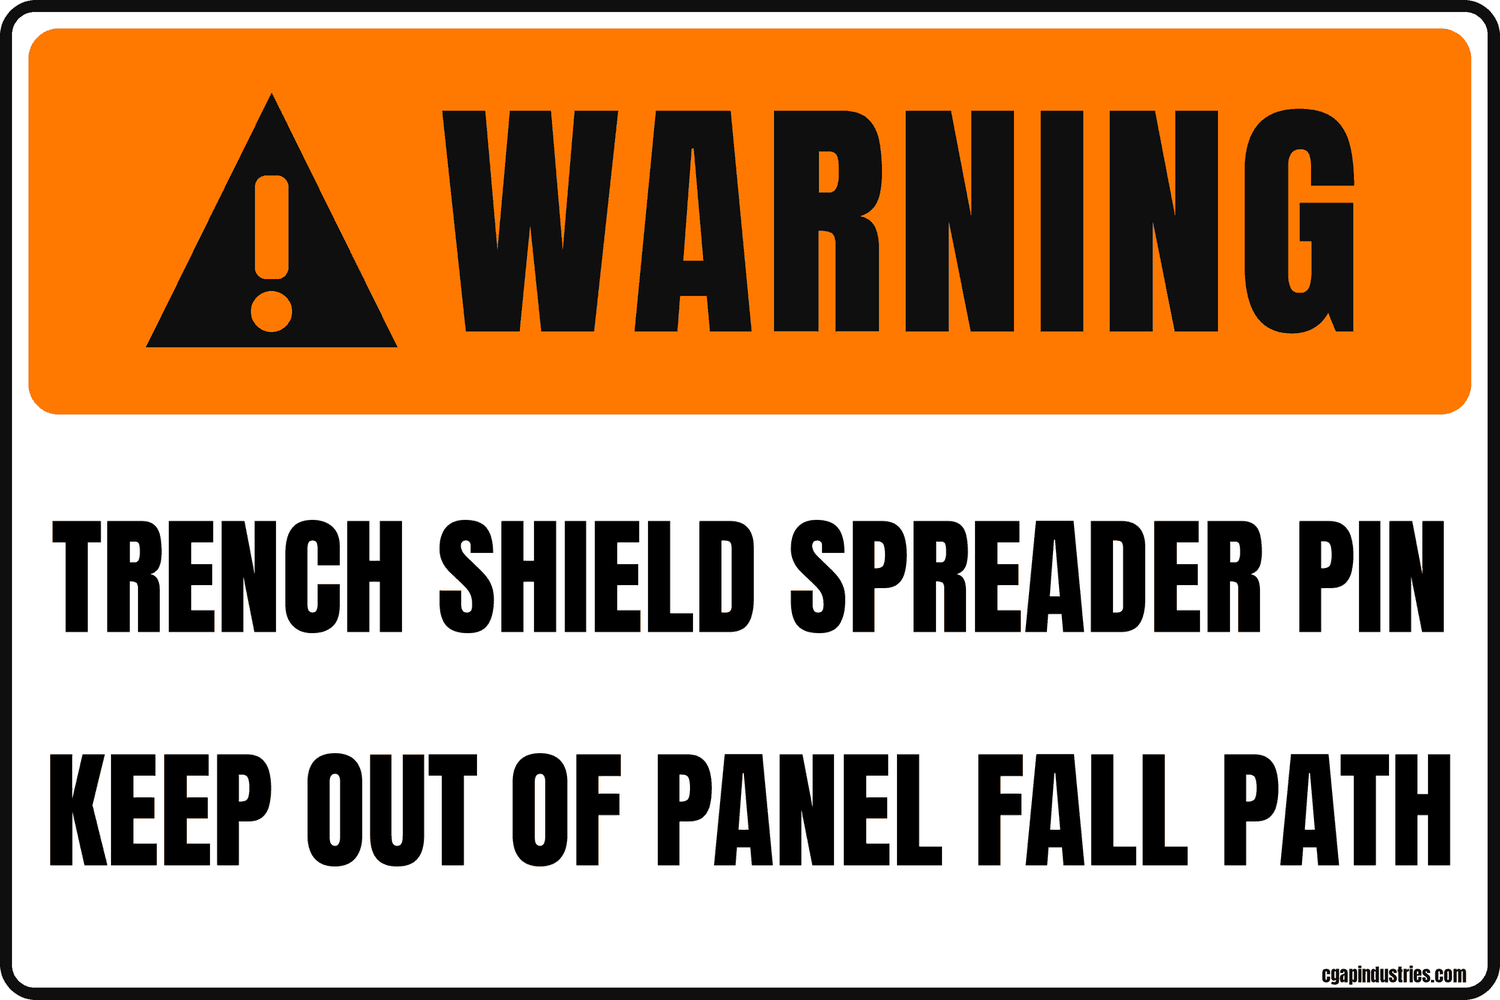 WARNING
TRENCH SHIELD SPREADER PIN
KEEP OUT OF PANEL FALL PATH
cgapindustries.com